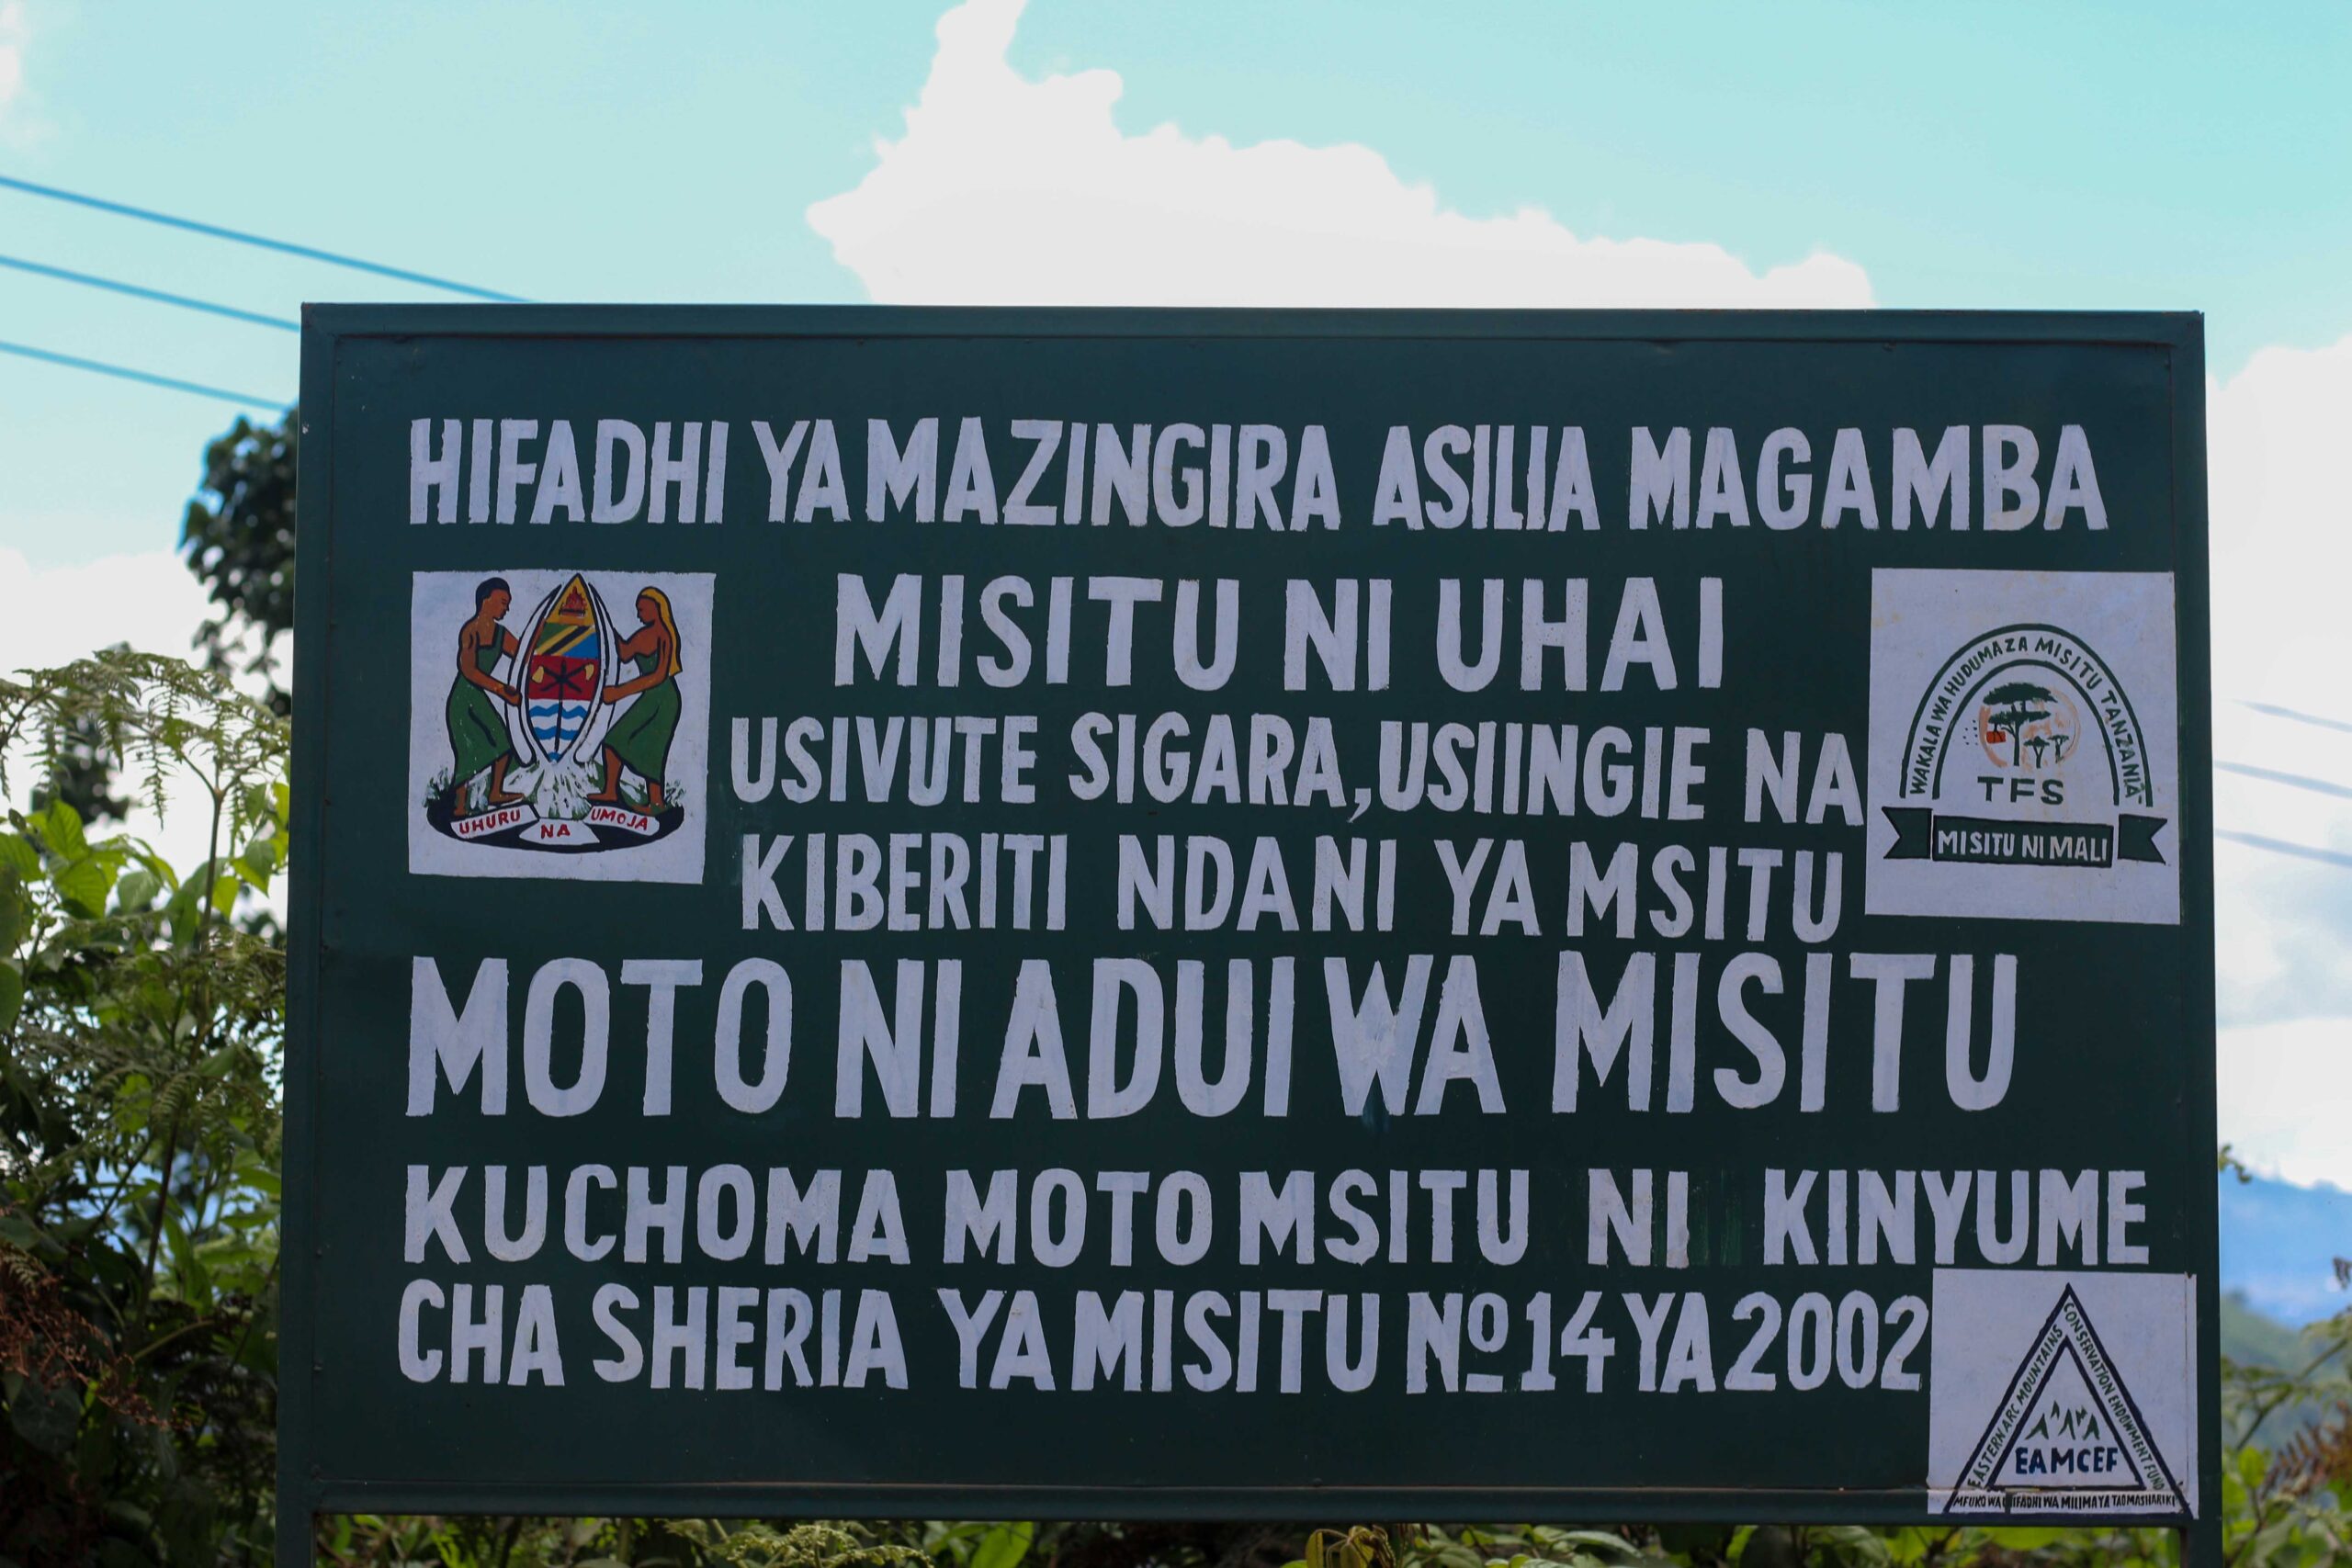 HIFADHI YA MAZINGIRA ASILIA MAGAMBA
MISITU NI UHAI
USIVUTE SIGARA,USIINGIE NA
KIBERITI NDANI YA MSITU
MOTO NI ADUI WA MISITU
KUCHOMA MOTO MSITU NI KINYUME
CHA SHERIA YA MISITU Nº 14 YA 2002
UHURU NA UMOJA
WAKALA WA HUDUMA ZA MISITU TANZANIA
TFS
MISITU NI MALI
EASTERN ARC MOUNTAINS CONSERVATION ENDOWMENT FUND
EAMCEF
MFUKO WA HIFADHI WA MILIMA YA TAO MASHARIKI